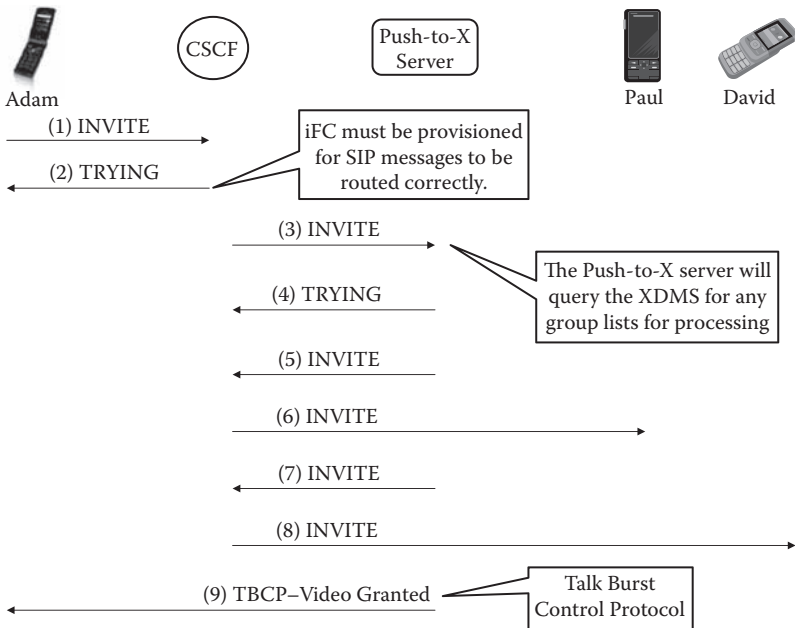 CSCF
Push-to-X
Server
Adam
Paul
David
(1) INVITE
iFC must be provisioned
for SIP messages to be
routed correctly.
(2) TRYING
(3) INVITE
The Push-to-X server will
query the XDMS for any
group lists for processing
(4) TRYING
(5) INVITE
(6) INVITE
(7) INVITE
(8) INVITE
(9) TBCP–Video Granted
Talk Burst
Control Protocol